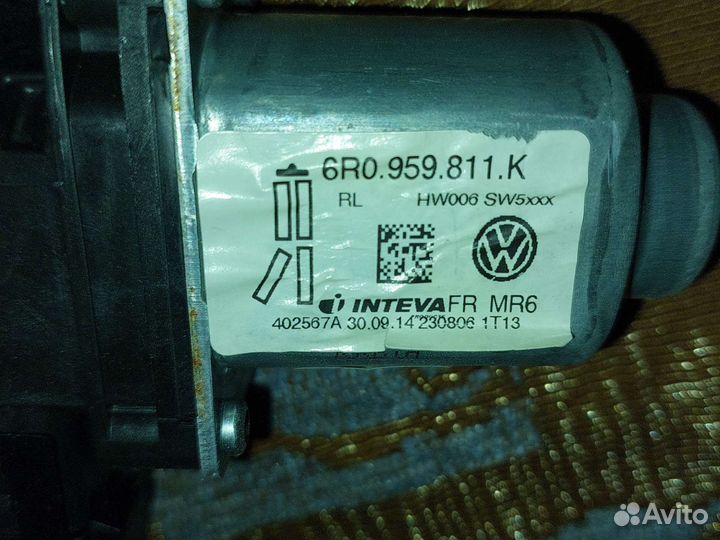 6R0.959.811.K
RL HW006 SW5xxx
INTEVA FR MR6
402567A 30.09.14 230806 1T13
Avito